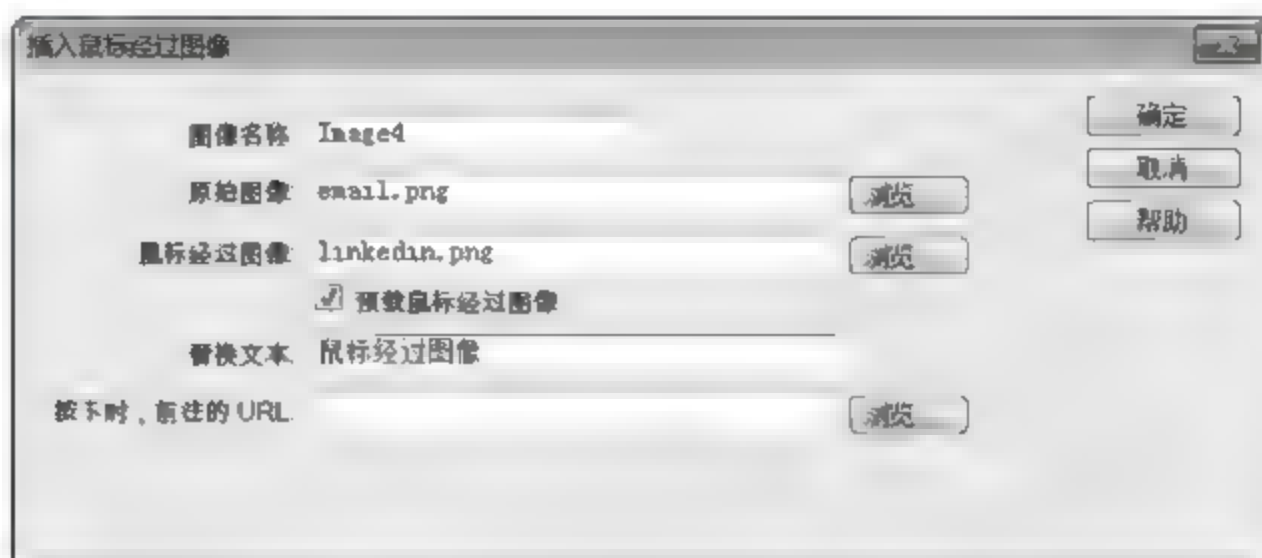 插入鼠标经过图像
图像名称 Image4 确定
原始图像 email.png 浏览 取消
鼠标经过图像 linkedin.png 浏览 帮助
预载鼠标经过图像
替换文本 鼠标经过图像
按下时，前往的 URL 浏览